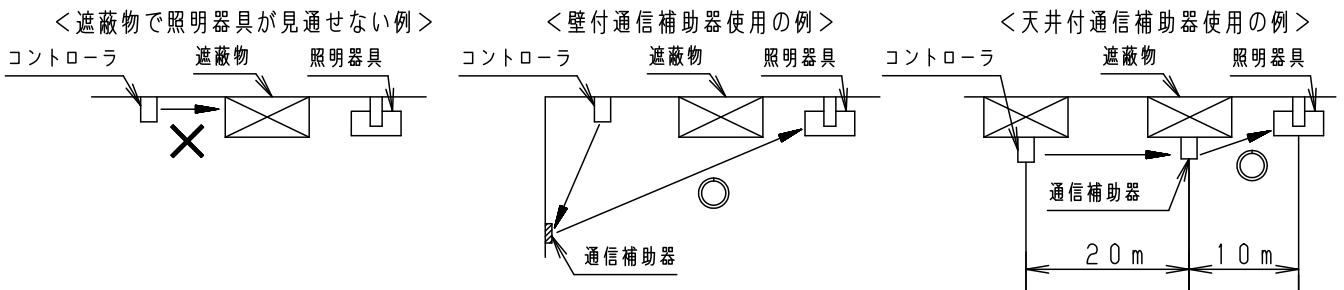 <遮蔽物で照明器具が見通せない例>
コントローラ
遮蔽物
照明器具
<壁付通信補助器使用の例>
コントローラ
遮蔽物
照明器具
通信補助器
<天井付通信補助器使用の例>
コントローラ
遮蔽物
照明器具
通信補助器
20m
10m